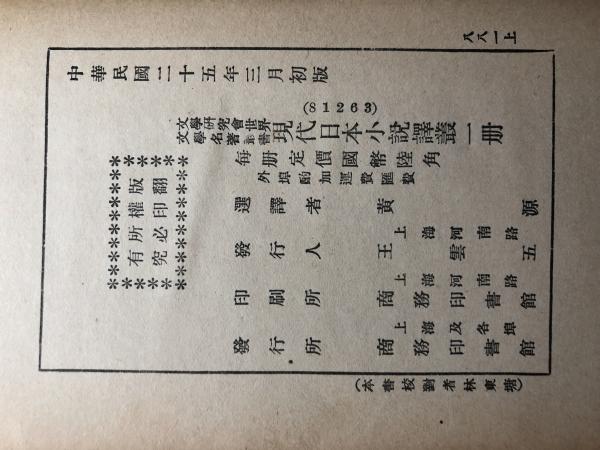 八八一上
中華民國二十五年三月初版
(S1263)
文學研究會世界文學名著叢書
現代日本小說譯叢一册
每册定價國幣陸角
外埠酌加運費匯費
版權所有
翻印必究
選譯者 黃源
發行人 王雲五
上海河南路
印刷所 商務印書館
上海河南路
發行所 商務印書館
上海及各埠
(本書校對者林東塘)